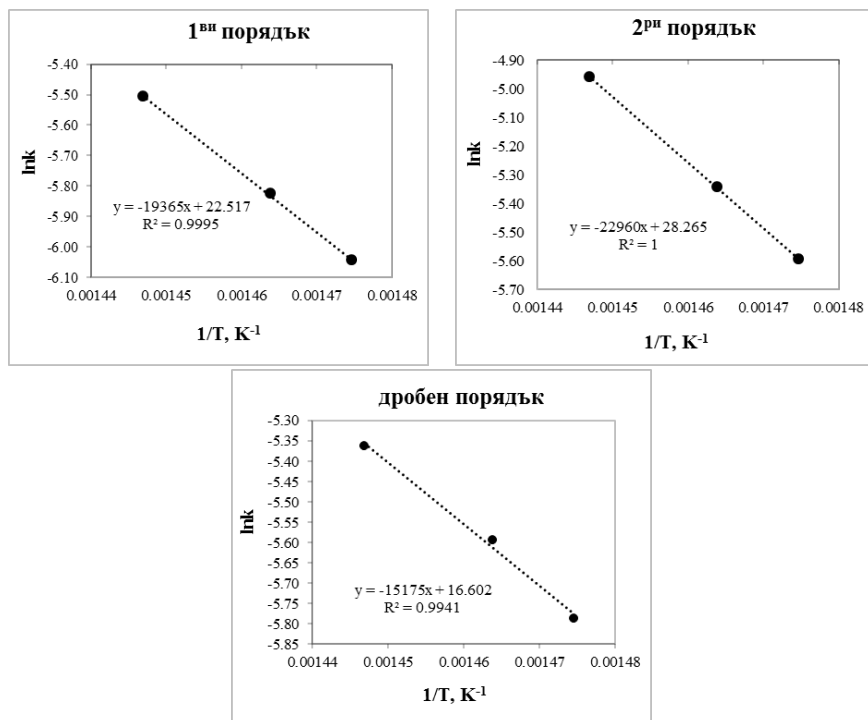 1ви порядък
-5.40
-5.50
-5.60
-5.70
-5.80
-5.90
-6.00
-6.10
lnk
y = -19365x + 22.517
R² = 0.9995
0.00144 0.00145 0.00146 0.00147 0.00148
1/T, K-1
2ри порядък
-4.90
-5.00
-5.10
-5.20
-5.30
-5.40
-5.50
-5.60
-5.70
lnk
y = -22960x + 28.265
R² = 1
0.00144 0.00145 0.00146 0.00147 0.00148
1/T, K-1
дробен порядък
-5.30
-5.35
-5.40
-5.45
-5.50
-5.55
-5.60
-5.65
-5.70
-5.75
-5.80
-5.85
lnk
y = -15175x + 16.602
R² = 0.9941
0.00144 0.00145 0.00146 0.00147 0.00148
1/T, K-1